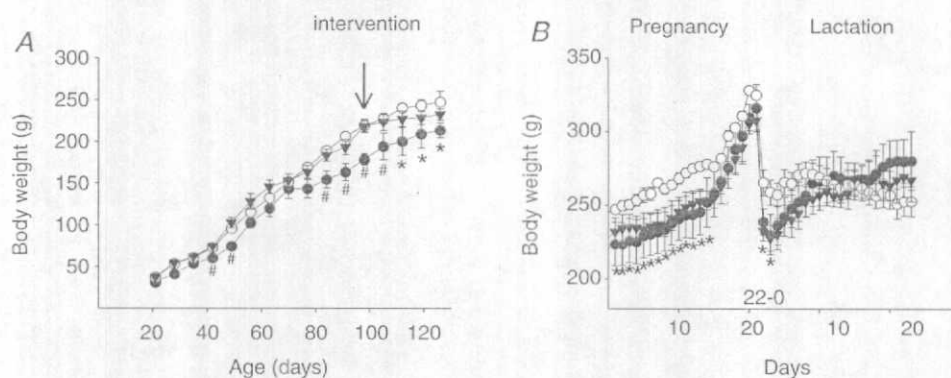 A
intervention
Body weight (g)
300
250
200
150
100
50
# # # # # # * * *
20 40 60 80 100 120
Age (days)
B
Pregnancy Lactation
Body weight (g)
350
300
250
200
22-0
10 20 10 20
Days